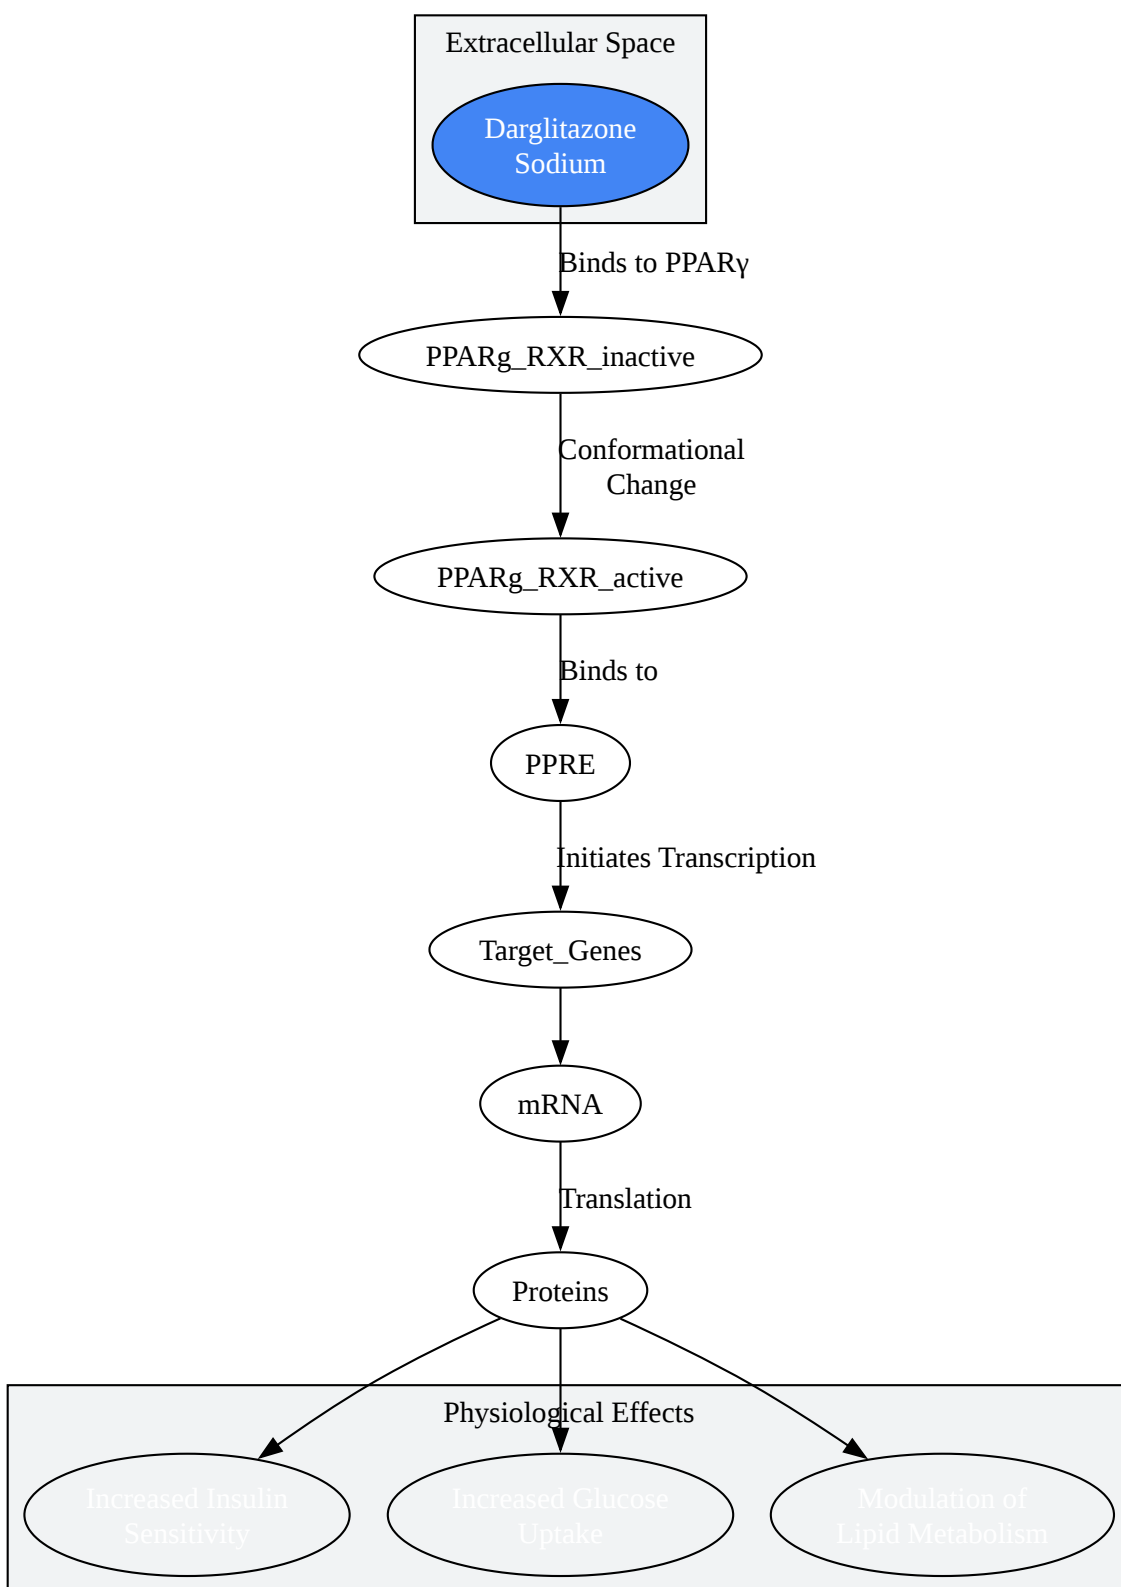 Extracellular Space
Darglitazone
Sodium
Binds to PPARγ
PPARg_RXR_inactive
Conformational
Change
PPARg_RXR_active
Binds to
PPRE
Initiates Transcription
Target_Genes
mRNA
Translation
Proteins
Physiological Effects
Increased Insulin
Sensitivity
Increased Glucose
Uptake
Modulation of
Lipid Metabolism